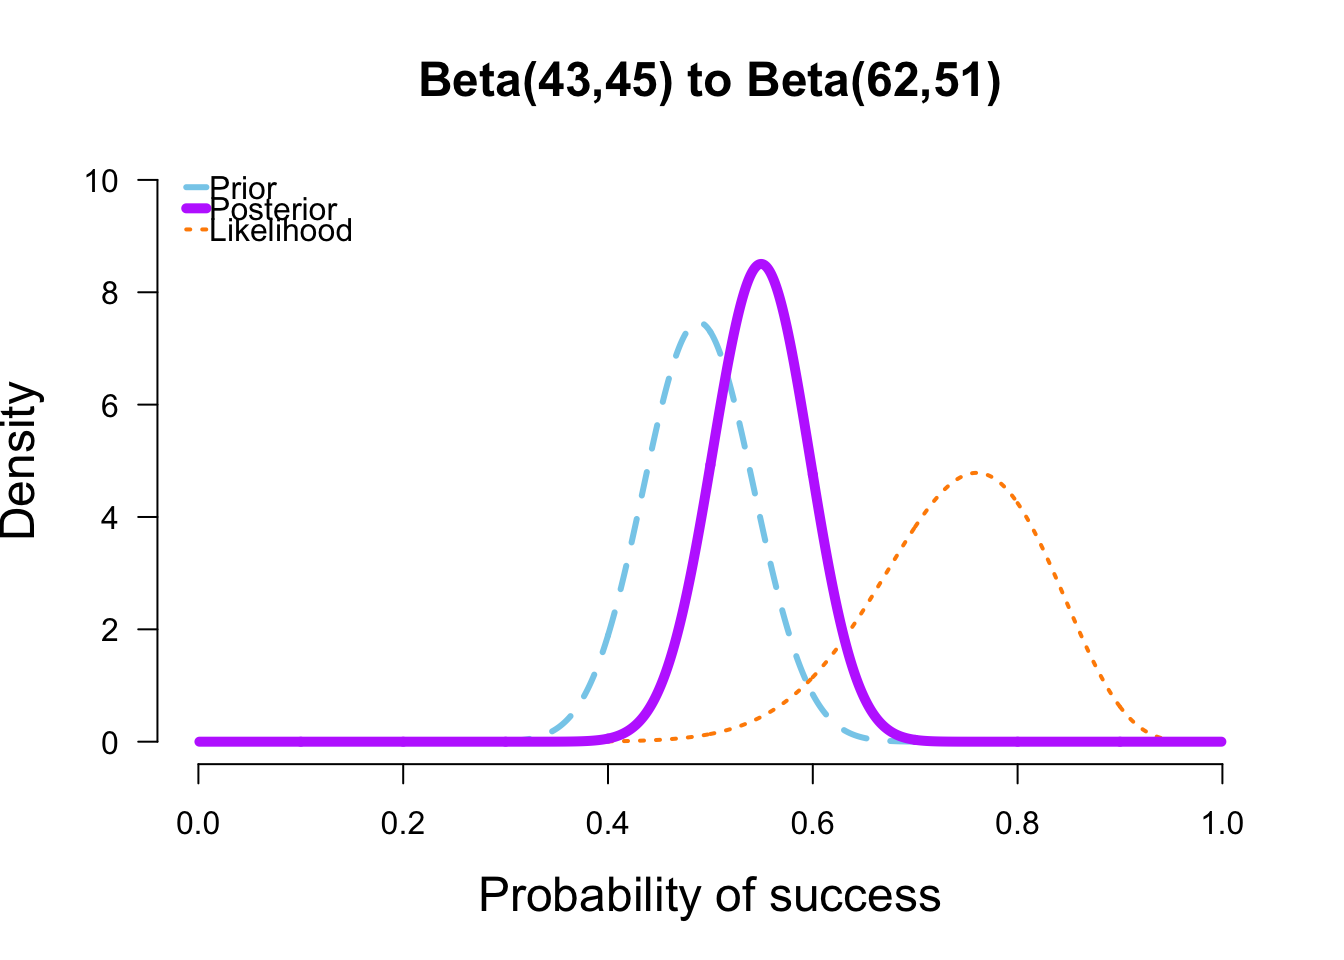 Beta(43,45) to Beta(62,51)
10
Prior
Posterior
Likelihood
8
6
4
2
0
Density
0.0 0.2 0.4 0.6 0.8 1.0
Probability of success